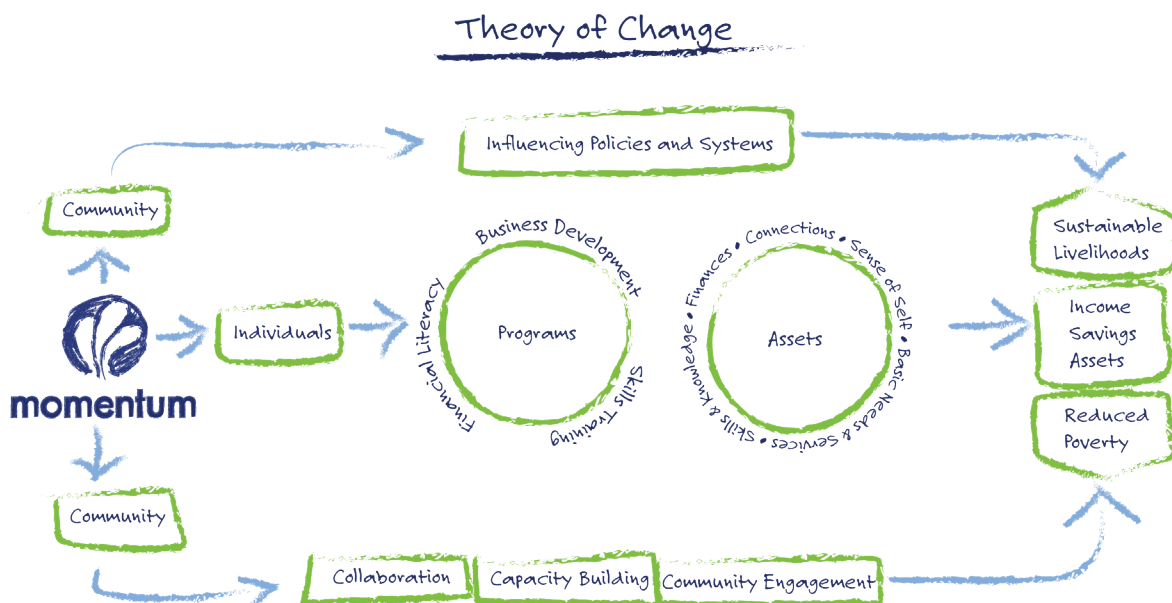 Theory of Change
Influencing Policies and Systems
Community
Business Development
Financial Literacy
Skills Training
Programs
Connections • Sense of Self • Basic Needs & Services • Skills & Knowledge • Finances •
Assets
Sustainable
Livelihoods
Income
Savings
Assets
Reduced
Poverty
Individuals
momentum
Community
Collaboration
Capacity Building
Community Engagement